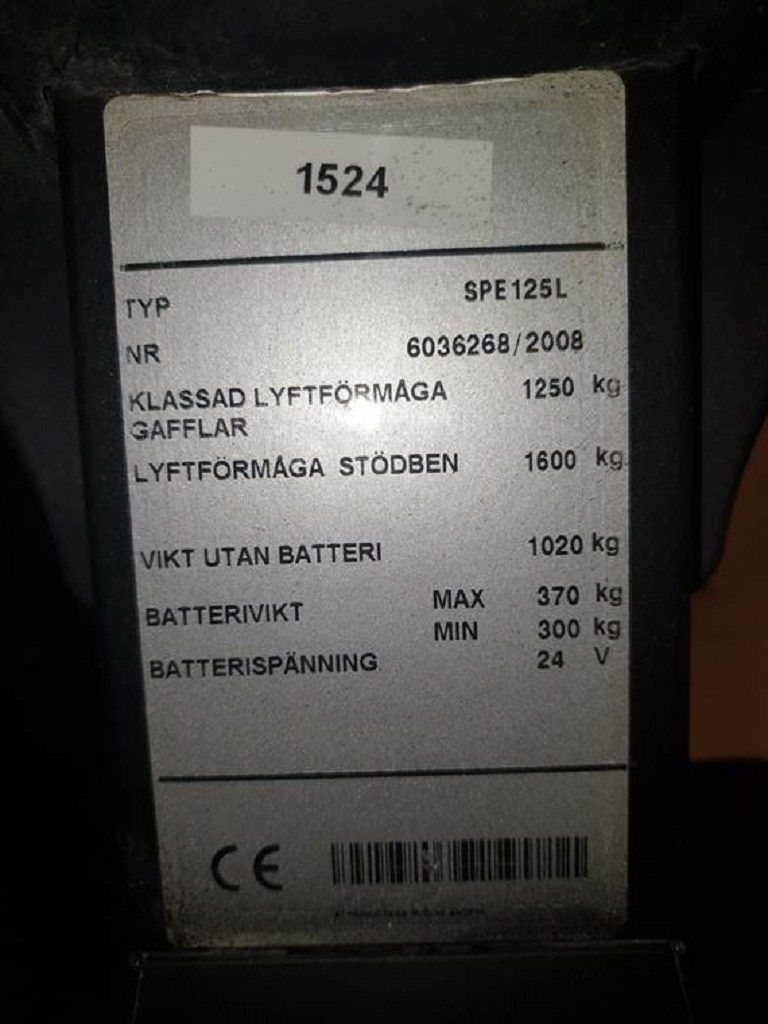 1524
TYP SPE125L
NR 6036268/2008
KLASSAD LYFTFÖRMÅGA 1250 kg
GAFFLAR
LYFTFÖRMÅGA STÖDBEN 1600 kg
VIKT UTAN BATTERI 1020 kg
BATTERIVIKT MAX 370 kg
MIN 300 kg
BATTERISPÄNNING 24 V
CE